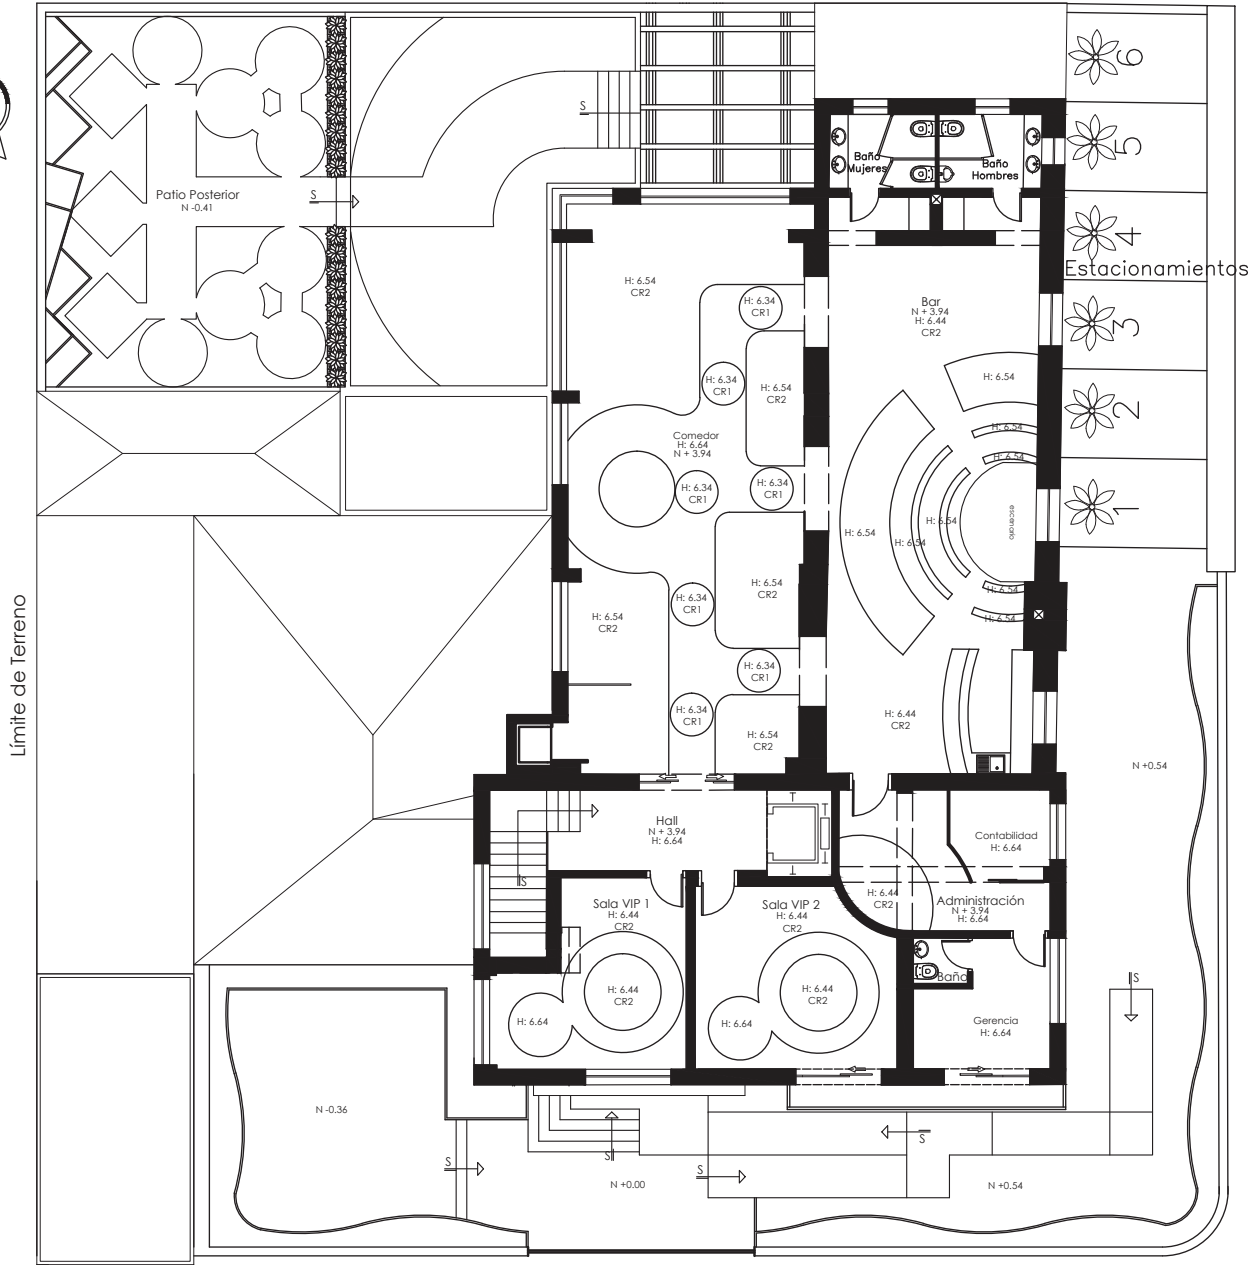 6
5
4
Estacionamientos
3
2
1
S
Baño
Mujeres
Baño
Hombres
Patio Posterior
N -0.41
S
H: 6.54
CR2
H: 6.34
CR1
Bar
N + 3.94
H: 6.44
CR2
H: 6.34
CR1
H: 6.54
CR2
H: 6.54
Comedor
H: 6.64
N + 3.94
H: 6.54
H: 6.54
H: 6.34
CR1
H: 6.34
CR1
escenario
H: 6.54
H: 6.54
H: 6.54
H: 6.54
CR2
H: 6.54
H: 6.34
CR1
H: 6.54
CR2
H: 6.54
Límite de Terreno
H: 6.34
CR1
H: 6.34
CR1
H: 6.54
CR2
H: 6.44
CR2
N +0.54
Hall
N + 3.94
H: 6.64
Contabilidad
H: 6.64
S
H: 6.44
CR2
Administración
N + 3.94
H: 6.64
Sala VIP 1
H: 6.44
CR2
Sala VIP 2
H: 6.44
CR2
Baño
S
H: 6.44
CR2
H: 6.64
H: 6.44
CR2
H: 6.64
Gerencia
H: 6.64
N -0.36
S
S
S
S
N +0.00
N +0.54